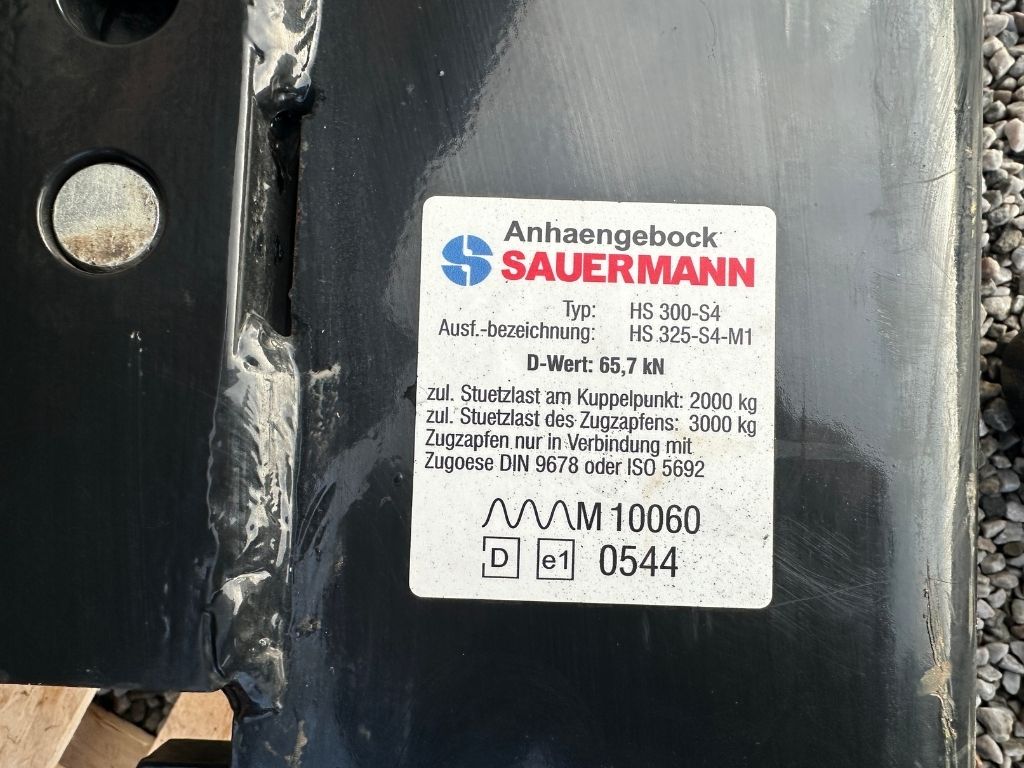 Anhaengebock
SAUERMANN
Typ: HS 300-S4
Ausf.-bezeichnung: HS 325-S4-M1
D-Wert: 65,7 kN
zul. Stuetzlast am Kuppelpunkt: 2000 kg
zul. Stuetzlast des Zugzapfens: 3000 kg
Zugzapfen nur in Verbindung mit
Zugoese DIN 9678 oder ISO 5692
M 10060
D e1 0544